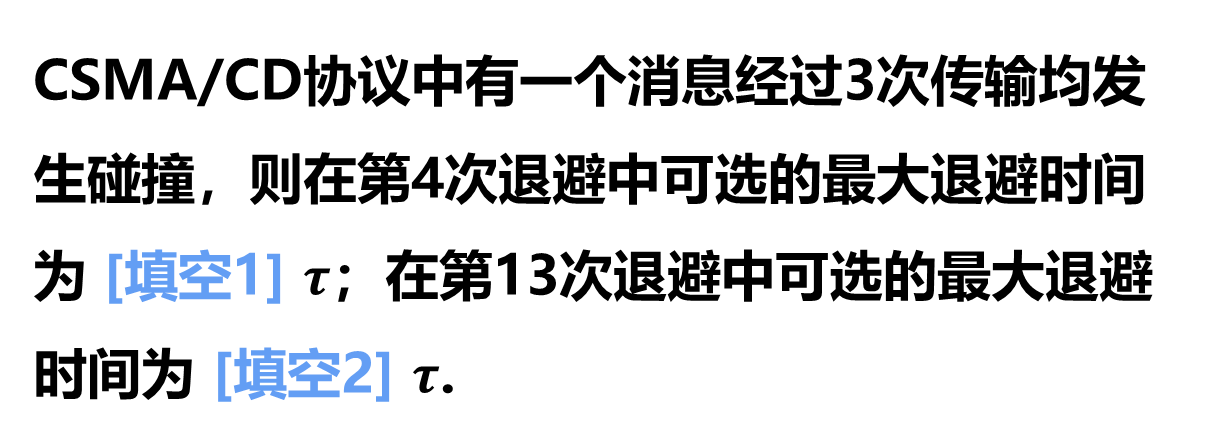 CSMA/CD协议中有一个消息经过3次传输均发
生碰撞，则在第4次退避中可选的最大退避时间
为 [填空1] τ；在第13次退避中可选的最大退避
时间为 [填空2] τ.